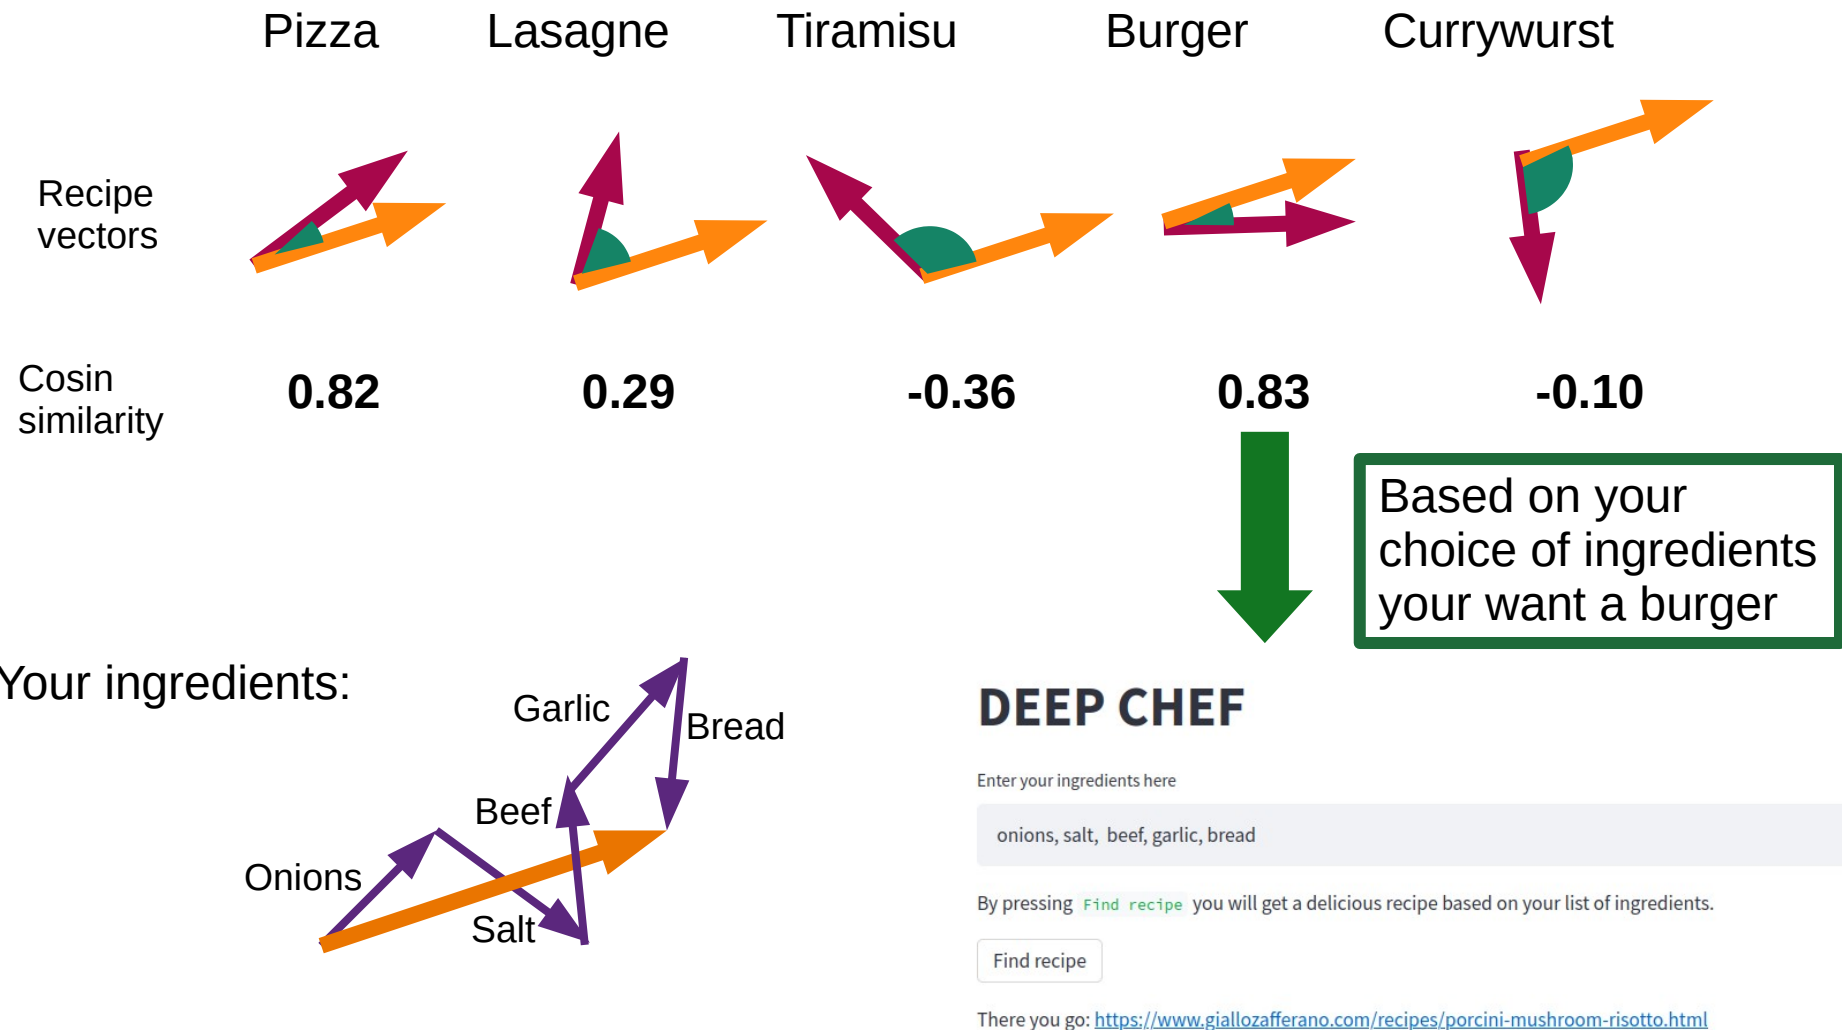 Pizza Lasagne Tiramisu Burger Currywurst
Recipe
vectors
Cosin
similarity
0.82 0.29 -0.36 0.83 -0.10
Based on your
choice of ingredients
your want a burger
Your ingredients:
Garlic
Bread
Beef
Onions
Salt
DEEP CHEF
Enter your ingredients here
onions, salt, beef, garlic, bread
By pressing Find recipe you will get a delicious recipe based on your list of ingredients.
Find recipe
There you go: https://www.giallozafferano.com/recipes/porcini-mushroom-risotto.html